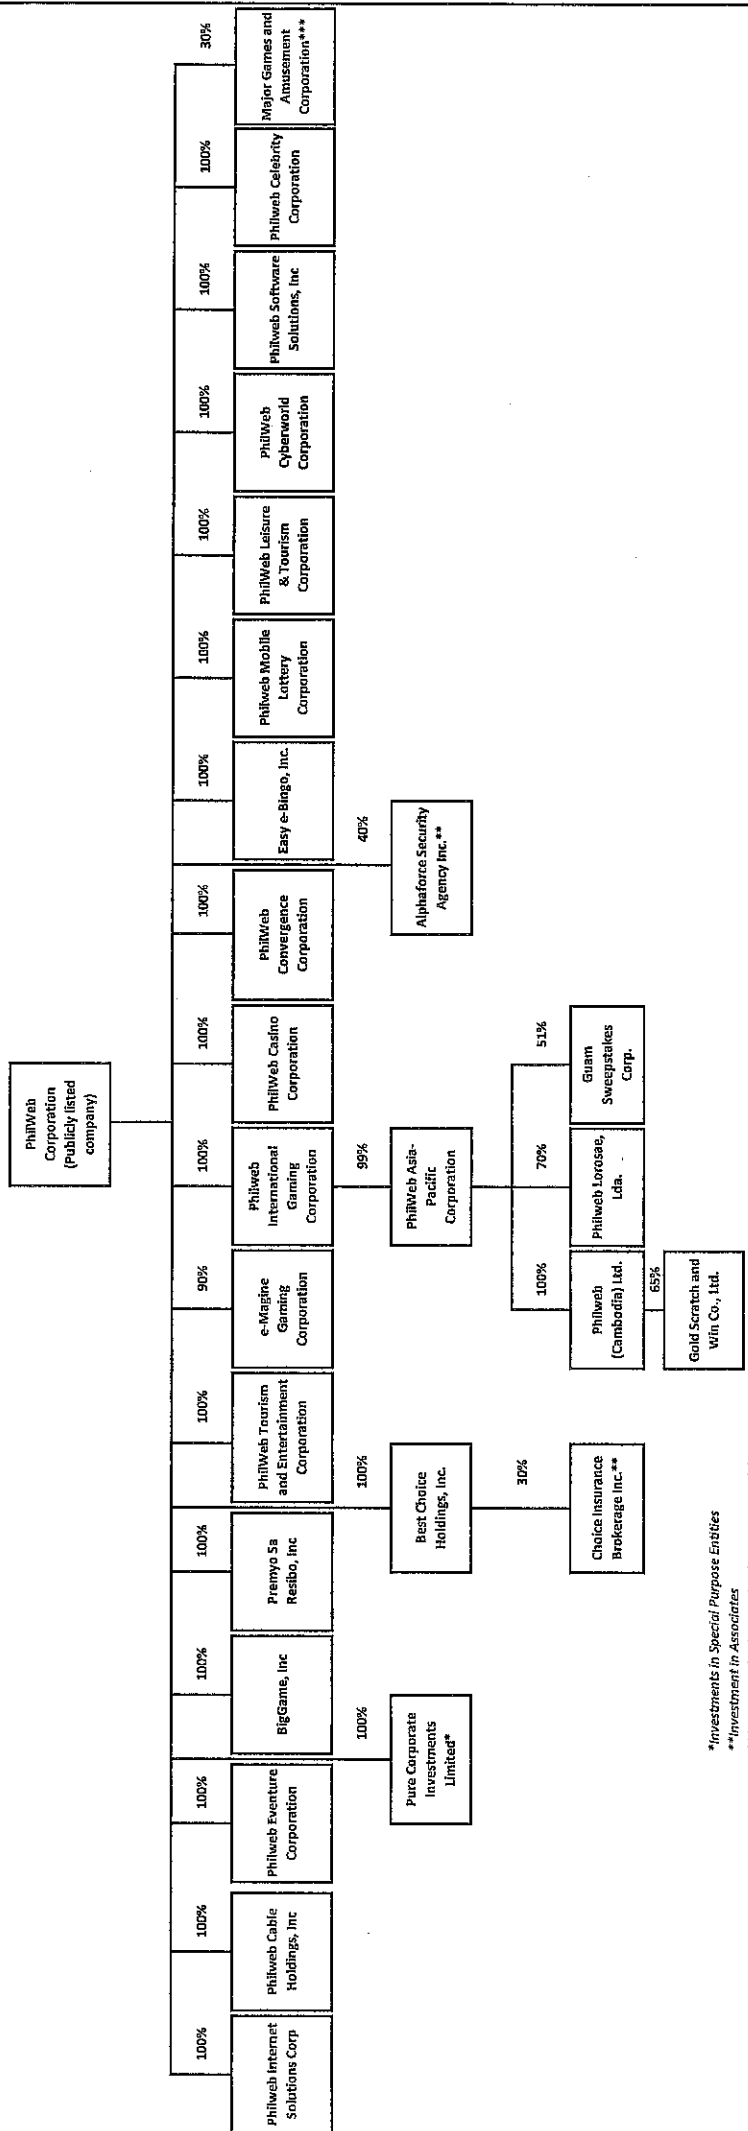 PhilWeb
Corporation
(Publicly listed
company)
100%
100%
100%
100%
100%
100%
90%
100%
100%
100%
100%
100%
100%
100%
100%
100%
30%
Philweb Internet
Solutions Corp
Philweb Cable
Holdings, Inc
Philweb Eventure
Corporation
BigGame, Inc
Premyo Sa
Resibo, Inc
PhilWeb Tourism
and Entertainment
Corporation
e-Magine
Gaming
Corporation
Philweb
International
Gaming
Corporation
PhilWeb Casino
Corporation
PhilWeb
Convergence
Corporation
Easy e-Bingo, Inc.
Philweb Mobile
Lottery
Corporation
PhilWeb Leisure
& Tourism
Corporation
PhilWeb
Cyberworld
Corporation
Philweb Software
Solutions, Inc
Philweb Celebrity
Corporation
Major Games and
Amusement
Corporation***
100%
100%
99%
40%
Pure Corporate
Investments
Limited*
Best Choice
Holdings, Inc.
PhilWeb Asia-
Pacific
Corporation
Alphaforce Security
Agency Inc.**
30%
100%
70%
51%
Choice Insurance
Brokerage Inc.**
Philweb
(Cambodia) Ltd.
Philweb Lorosae,
Lda.
Guam
Sweepstakes
Corp.
65%
Gold Scratch and
Win Co., Ltd.
*Investments in Special Purpose Entities
**Investment in Associates